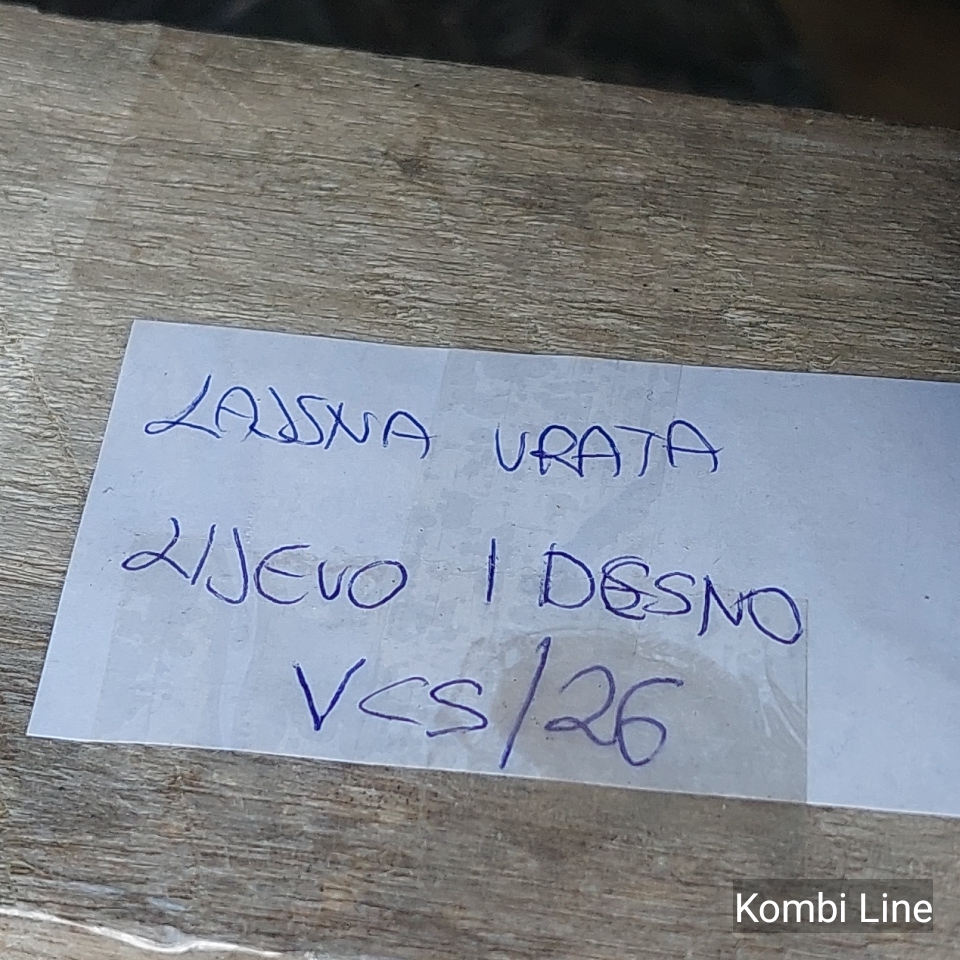 LAJSNA VRATA
LIJEVO I DESNO
VCS/26
Kombi Line